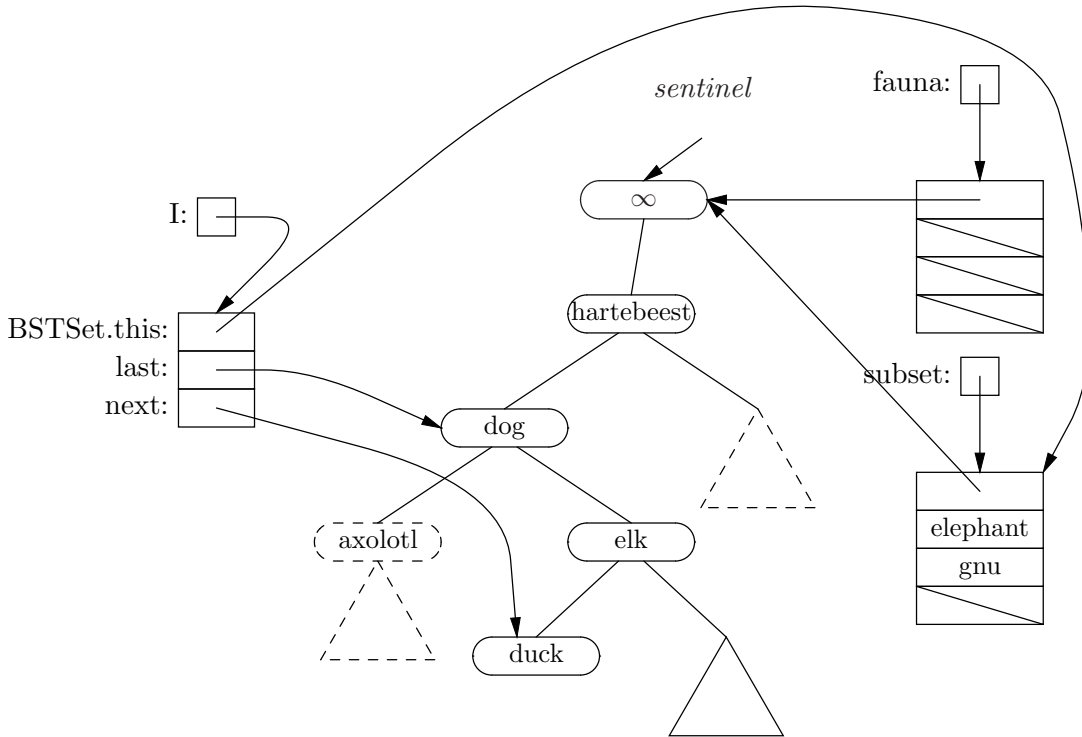 sentinel
fauna:
I:
∞
BSTSet.this:
last:
next:
hartebeest
subset:
dog
axolotl
elk
elephant
gnu
duck